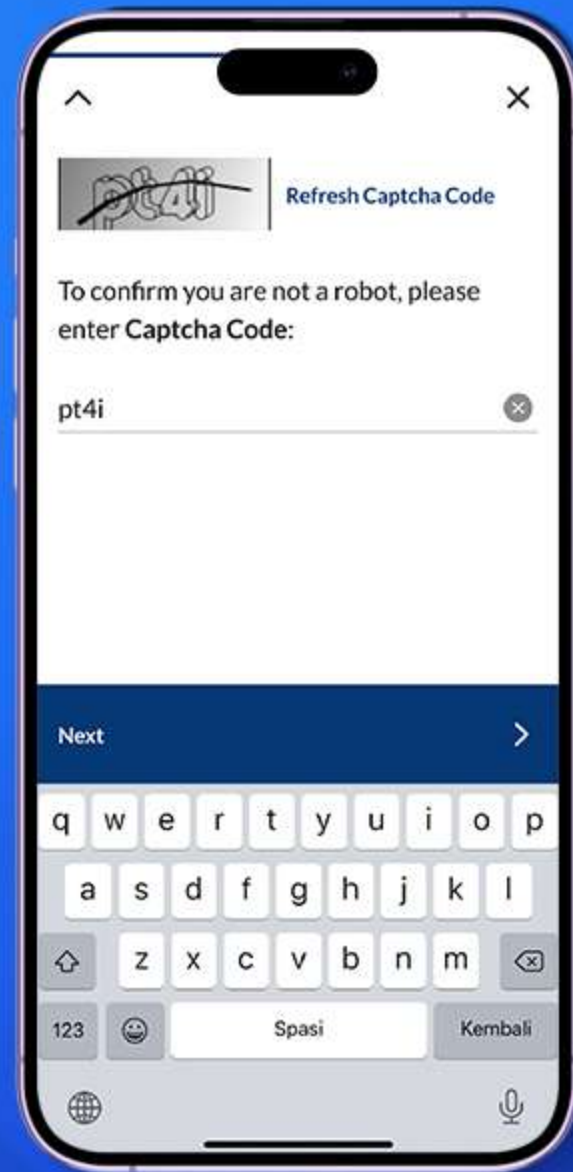 pt4i
Refresh Captcha Code
To confirm you are not a robot, please
enter Captcha Code:
pt4i
Next
q w e r t y u i o p
a s d f g h j k l
z x c v b n m
123 Spasi Kembali